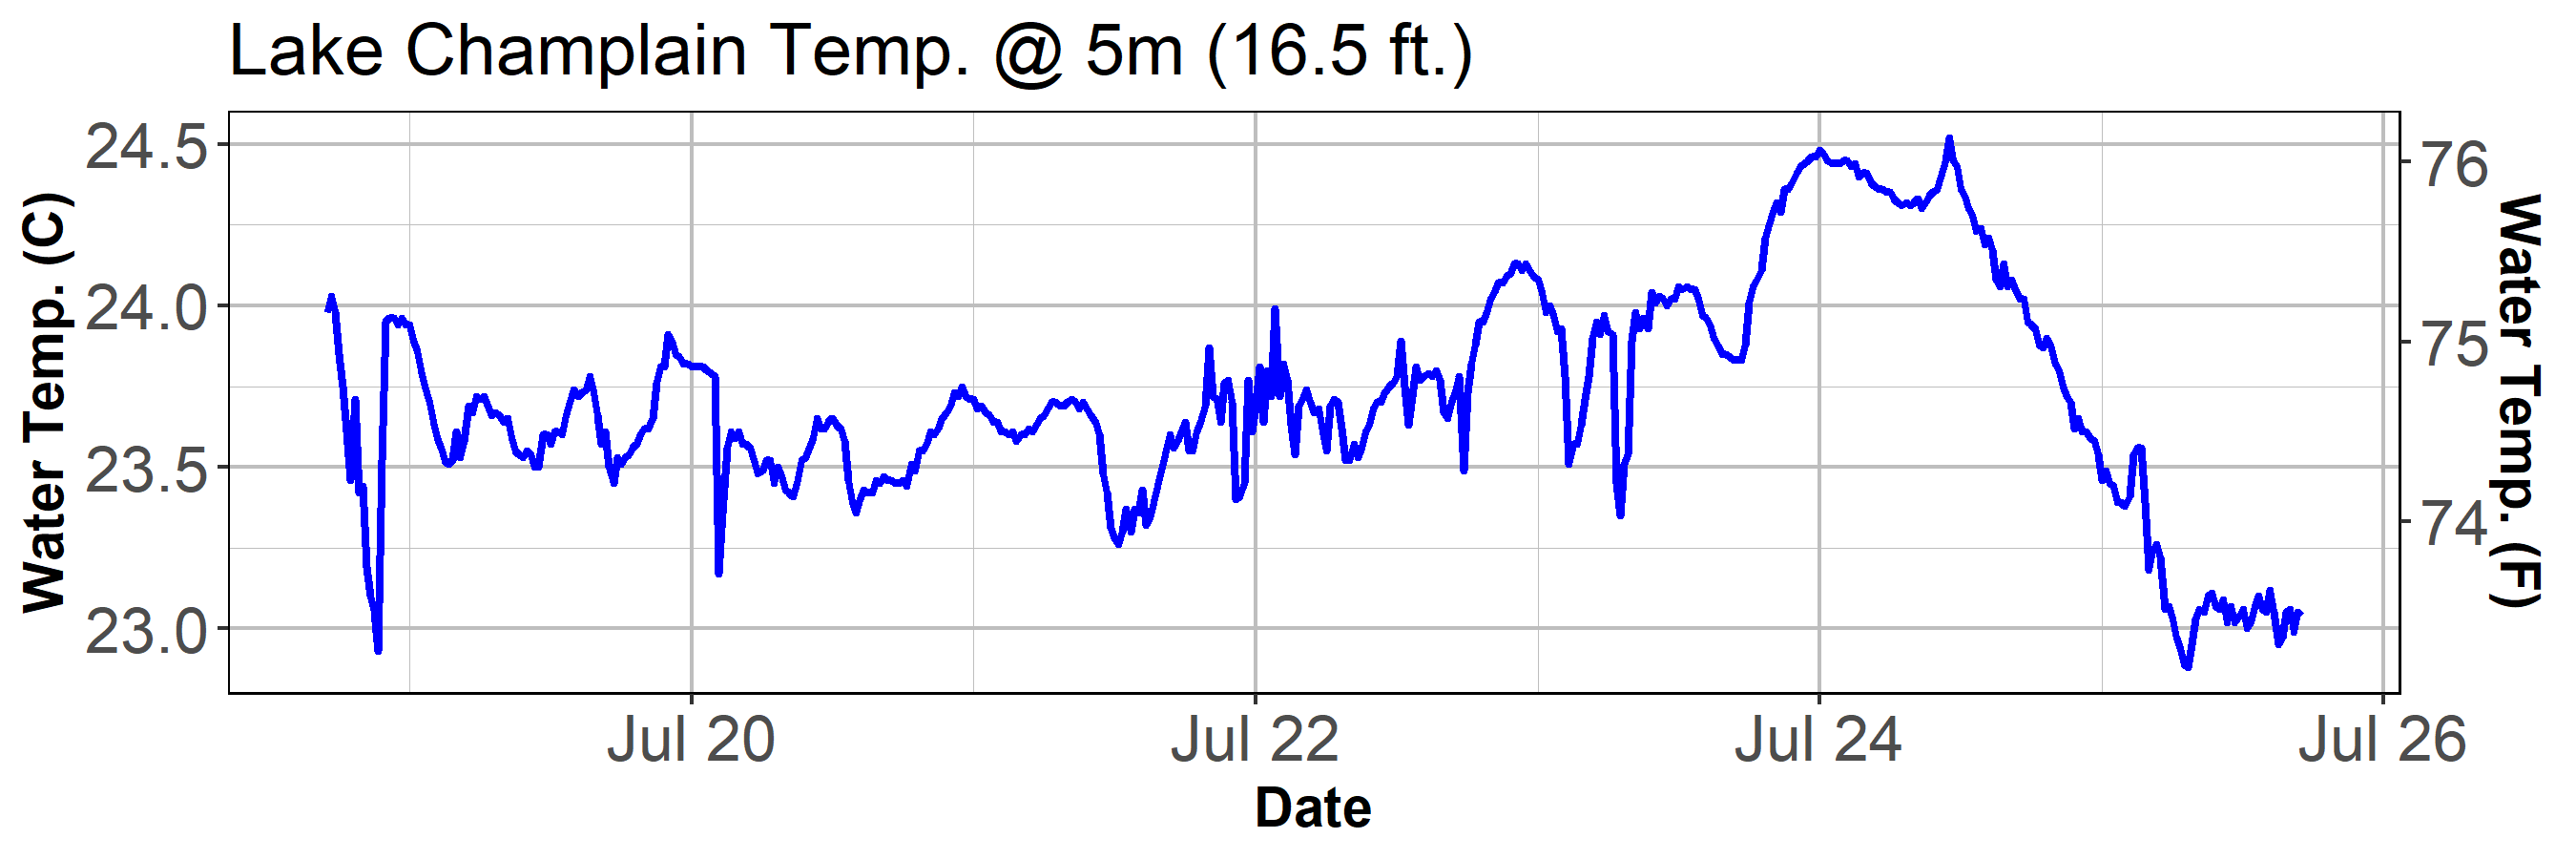 Lake Champlain Temp. @ 5m (16.5 ft.)
Water Temp. (C)
24.5
24.0
23.5
23.0
76
75
74
Water Temp. (F)
Jul 20
Jul 22
Jul 24
Jul 26
Date